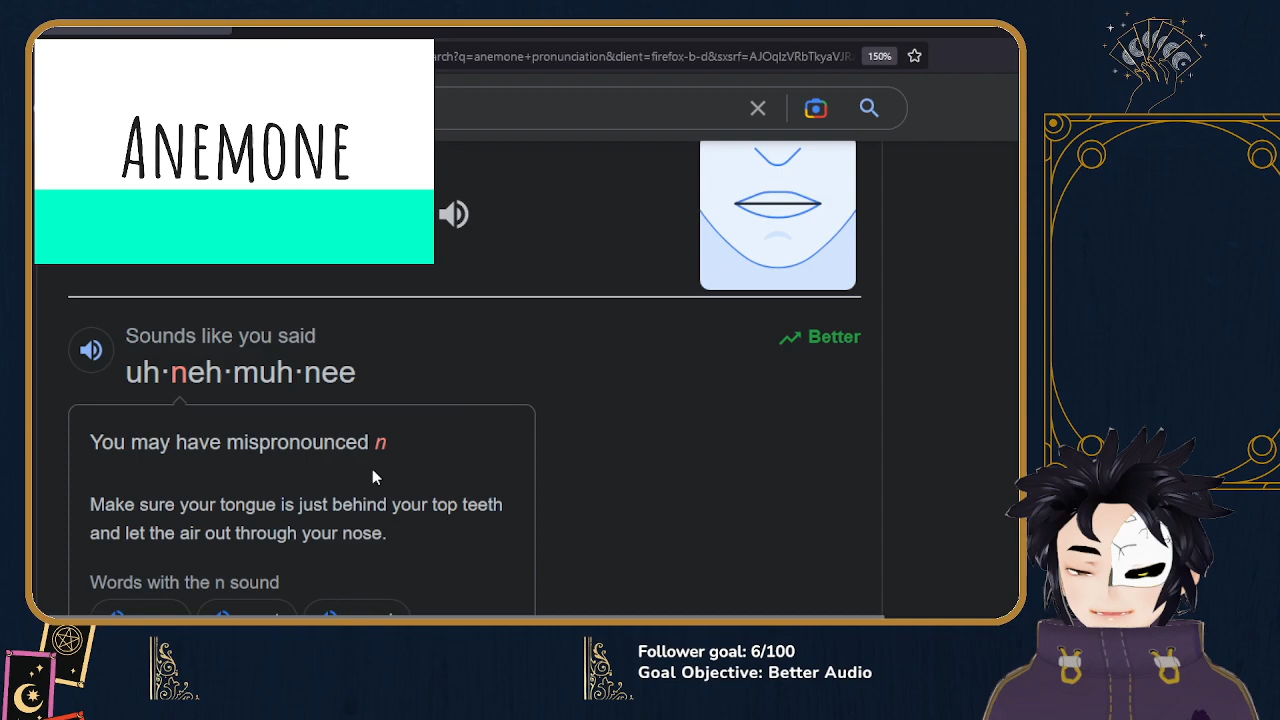 arch?q=anemone+pronunciation&client=firefox-b-d&sxsrf=AJOqlzVRbTkyaVJR
150%
ANEMONE
Sounds like you said
Better
uh·neh·muh·nee
You may have mispronounced n
Make sure your tongue is just behind your top teeth
and let the air out through your nose.
Words with the n sound
Follower goal: 6/100
Goal Objective: Better Audio